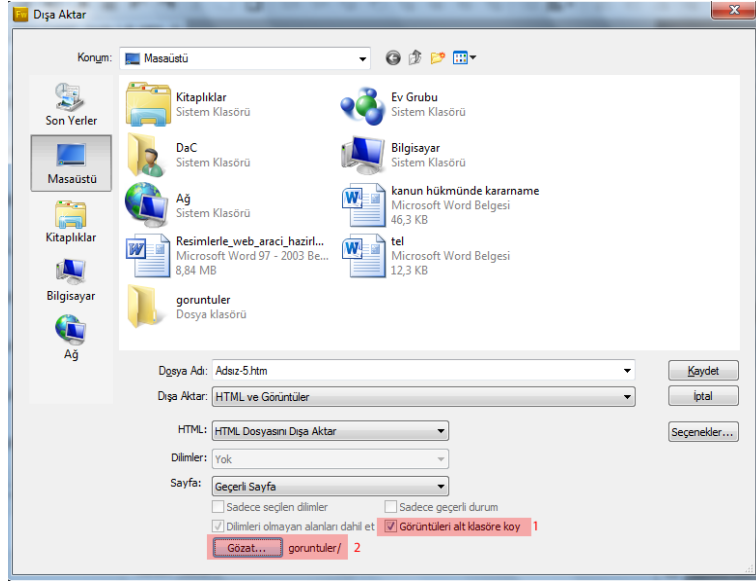 Fw Dışa Aktar
Konum: Masaüstü
Son Yerler
Masaüstü
Kitaplıklar
Bilgisayar
Ağ
Kitaplıklar
Sistem Klasörü
Ev Grubu
Sistem Klasörü
DaC
Sistem Klasörü
Bilgisayar
Sistem Klasörü
Ağ
Sistem Klasörü
kanun hükmünde kararname
Microsoft Word Belgesi
46,3 KB
Resimlerle_web_araci_hazirl...
Microsoft Word 97 - 2003 Be...
8,84 MB
tel
Microsoft Word Belgesi
12,3 KB
goruntuler
Dosya klasörü
Dosya Adı: Adsız-5.htm
Kaydet
Dışa Aktar: HTML ve Görüntüler
İptal
HTML: HTML Dosyasını Dışa Aktar
Seçenekler...
Dilimler: Yok
Sayfa: Geçerli Sayfa
Sadece seçilen dilimler
Sadece geçerli durum
Dilimleri olmayan alanları dahil et
Görüntüleri alt klasöre koy 1
Gözat... goruntuler/ 2